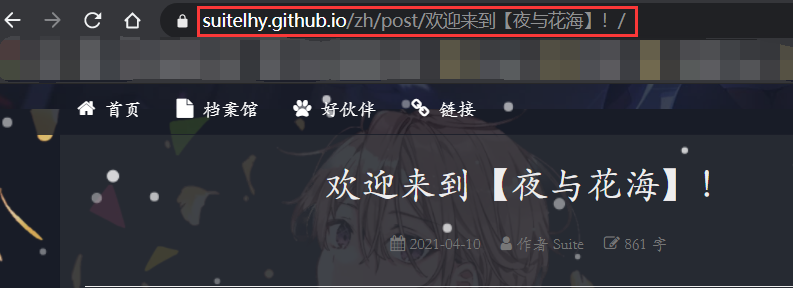 suitelhy.github.io/zh/post/欢迎来到【夜与花海】！/
首页 档案馆 好伙伴 链接
欢迎来到【夜与花海】！
2021-04-10 作者 Suite 861 字